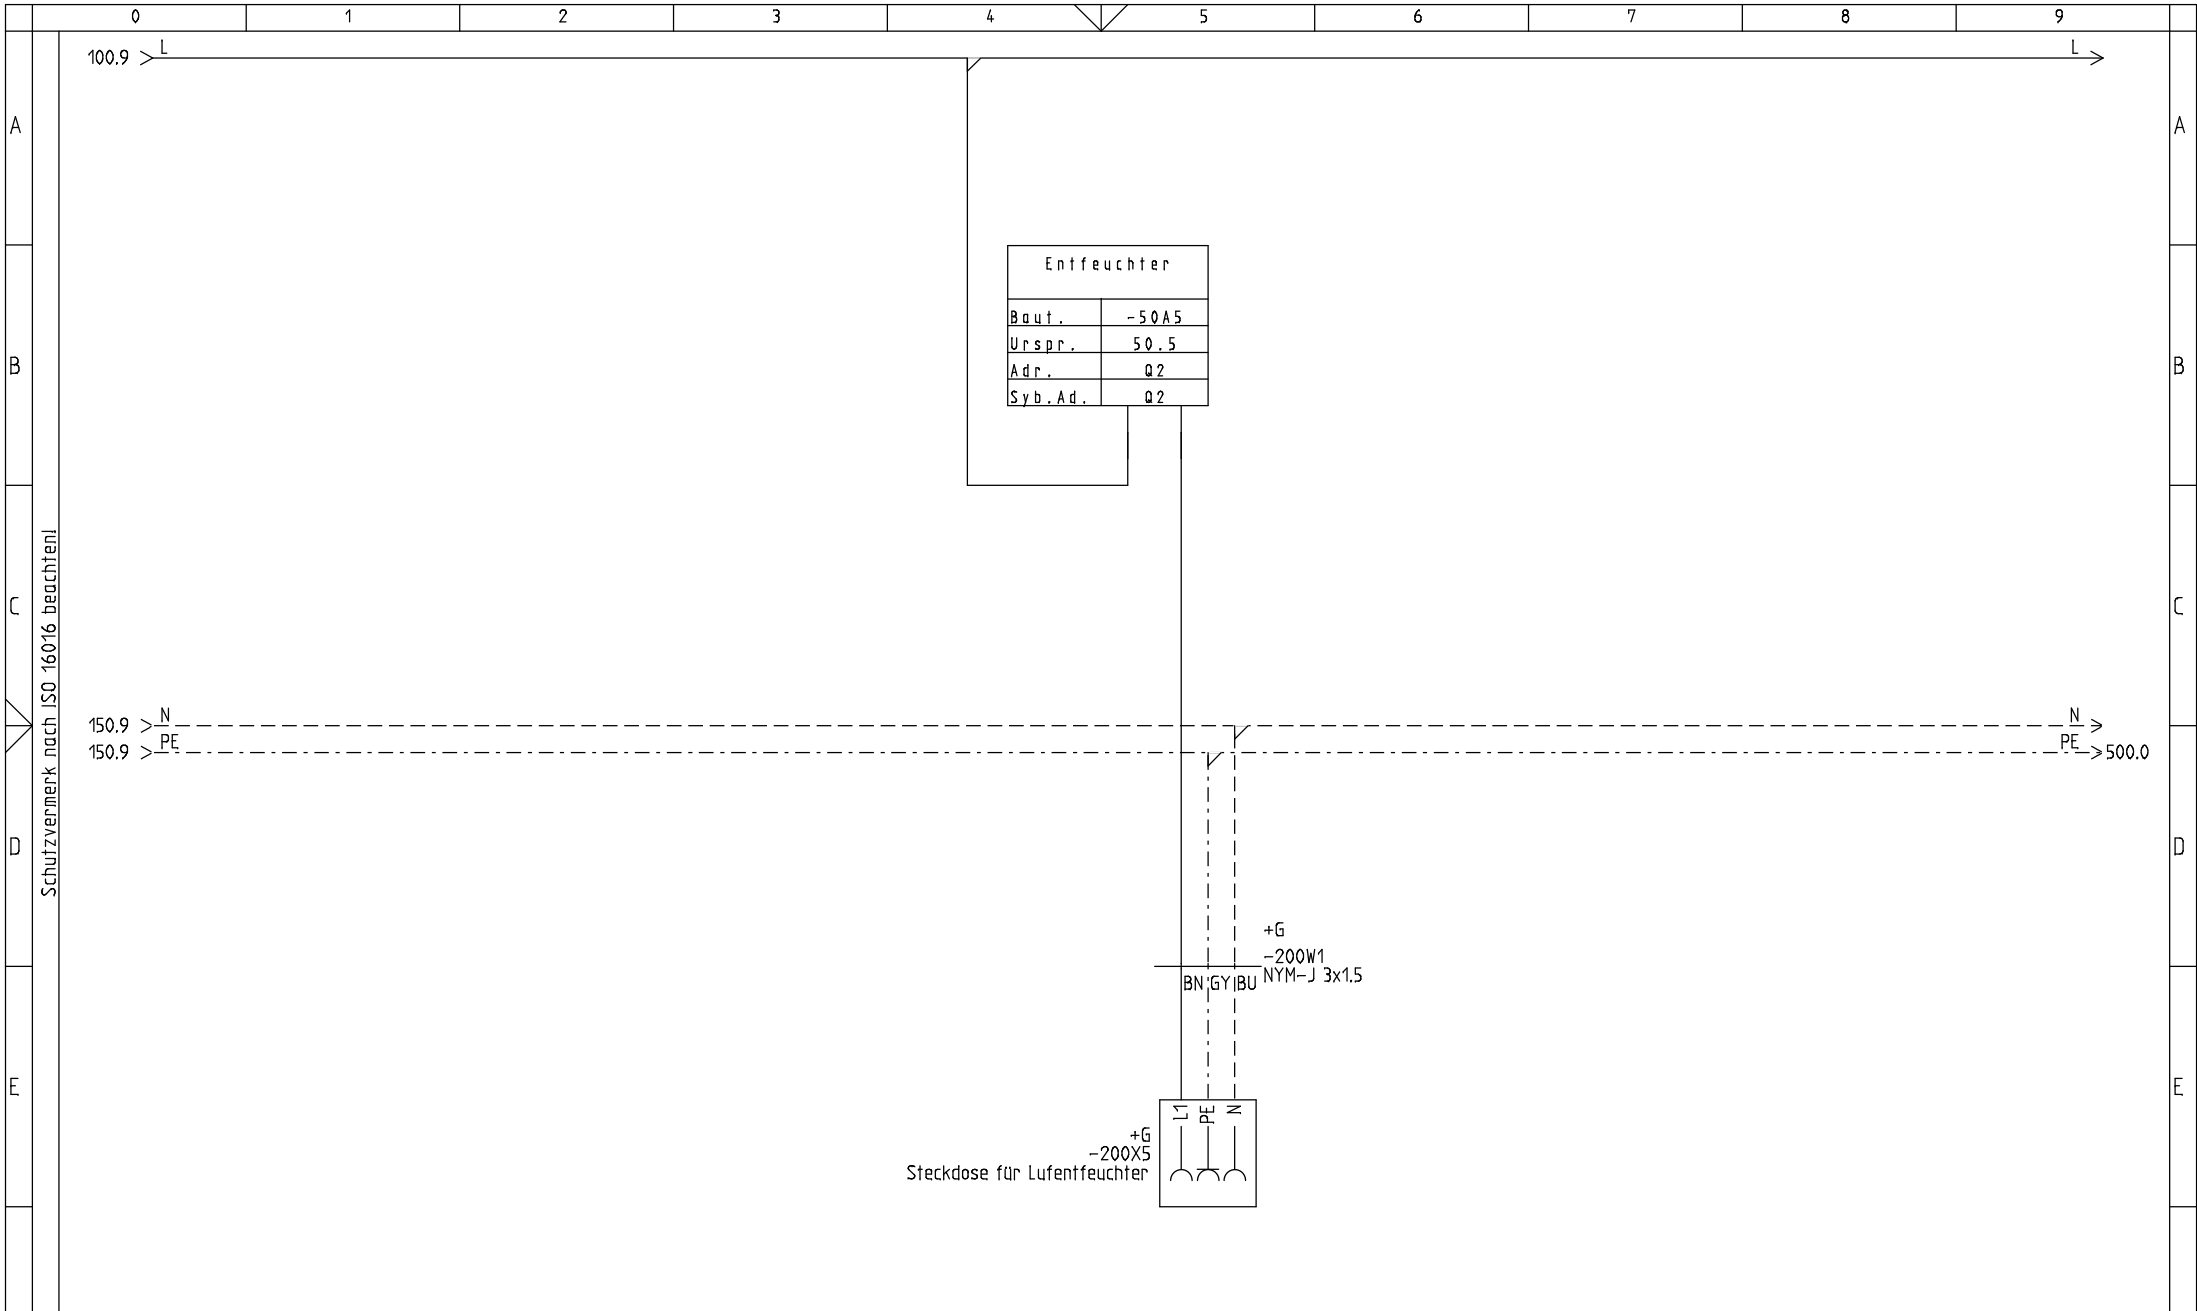 0 1 2 3 4 5 6 7 8 9
100.9 L L
A A
Entfeuchter
Baut. -50A5
Urspr. 50.5
Adr. Q2
Syb.Ad. Q2
B B
C C
Schutzvermerk nach ISO 16016 beachten!
150.9 N N
150.9 PE PE 500.0
D D
+G
-200W1
NYM-J 3x1.5
BN GY BU
E E
L1 PE N
+G
-200X5
Steckdose für Lufentfeuchter